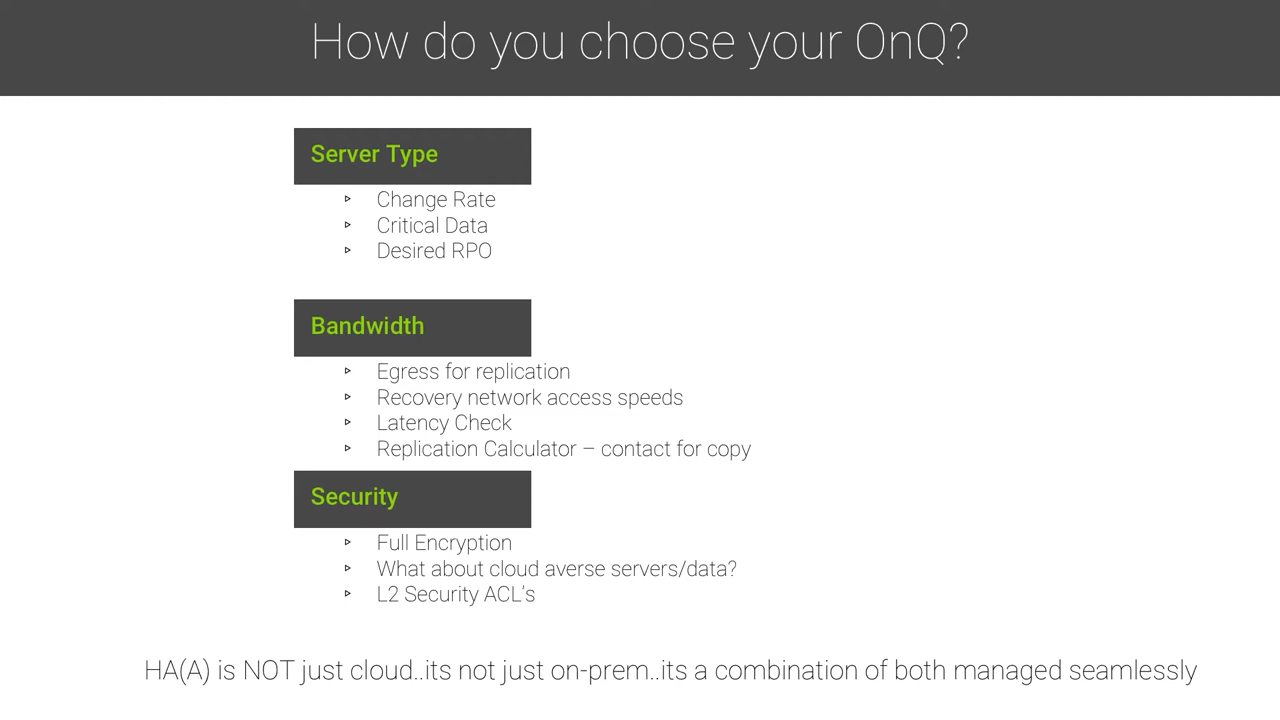 How do you choose your OnQ?
Server Type
Change Rate
Critical Data
Desired RPO
Bandwidth
Egress for replication
Recovery network access speeds
Latency Check
Replication Calculator – contact for copy
Security
Full Encryption
What about cloud averse servers/data?
L2 Security ACL's
HA(A) is NOT just cloud..its not just on-prem..its a combination of both managed seamlessly